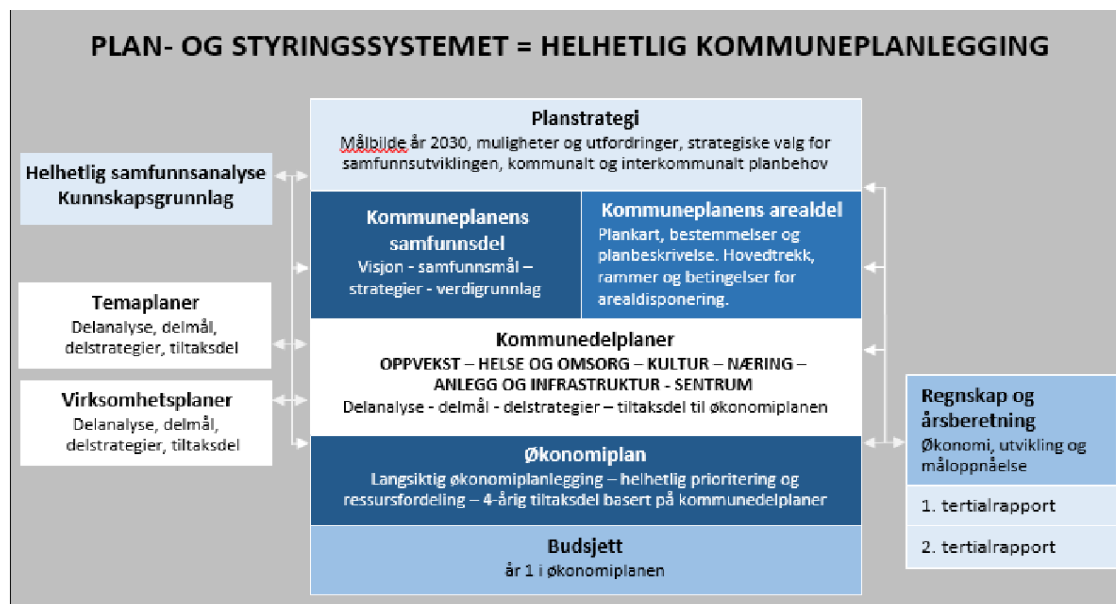 PLAN- OG STYRINGSSYSTEMET = HELHETLIG KOMMUNEPLANLEGGING
Planstrategi
Målbilde år 2030, muligheter og utfordringer, strategiske valg for
samfunnsutviklingen, kommunalt og interkommunalt planbehov
Helhetlig samfunnsanalyse
Kunnskapsgrunnlag
Kommuneplanens
samfunnsdel
Visjon - samfunnsmål –
strategier - verdigrunnlag
Kommuneplanens arealdel
Plankart, bestemmelser og
planbeskrivelse. Hovedtrekk,
rammer og betingelser for
arealdisponering.
Temaplaner
Delanalyse, delmål,
delstrategier, tiltaksdel
Kommunedelplaner
OPPVEKST – HELSE OG OMSORG – KULTUR – NÆRING –
ANLEGG OG INFRASTRUKTUR - SENTRUM
Delanalyse - delmål - delstrategier – tiltaksdel til økonomiplanen
Virksomhetsplaner
Delanalyse, delmål,
delstrategier, tiltaksdel
Regnskap og
årsberetning
Økonomi, utvikling og
måloppnåelse
1. tertialrapport
2. tertialrapport
Økonomiplan
Langsiktig økonomiplanlegging – helhetlig prioritering og
ressursfordeling – 4-årig tiltaksdel basert på kommunedelplaner
Budsjett
år 1 i økonomiplanen